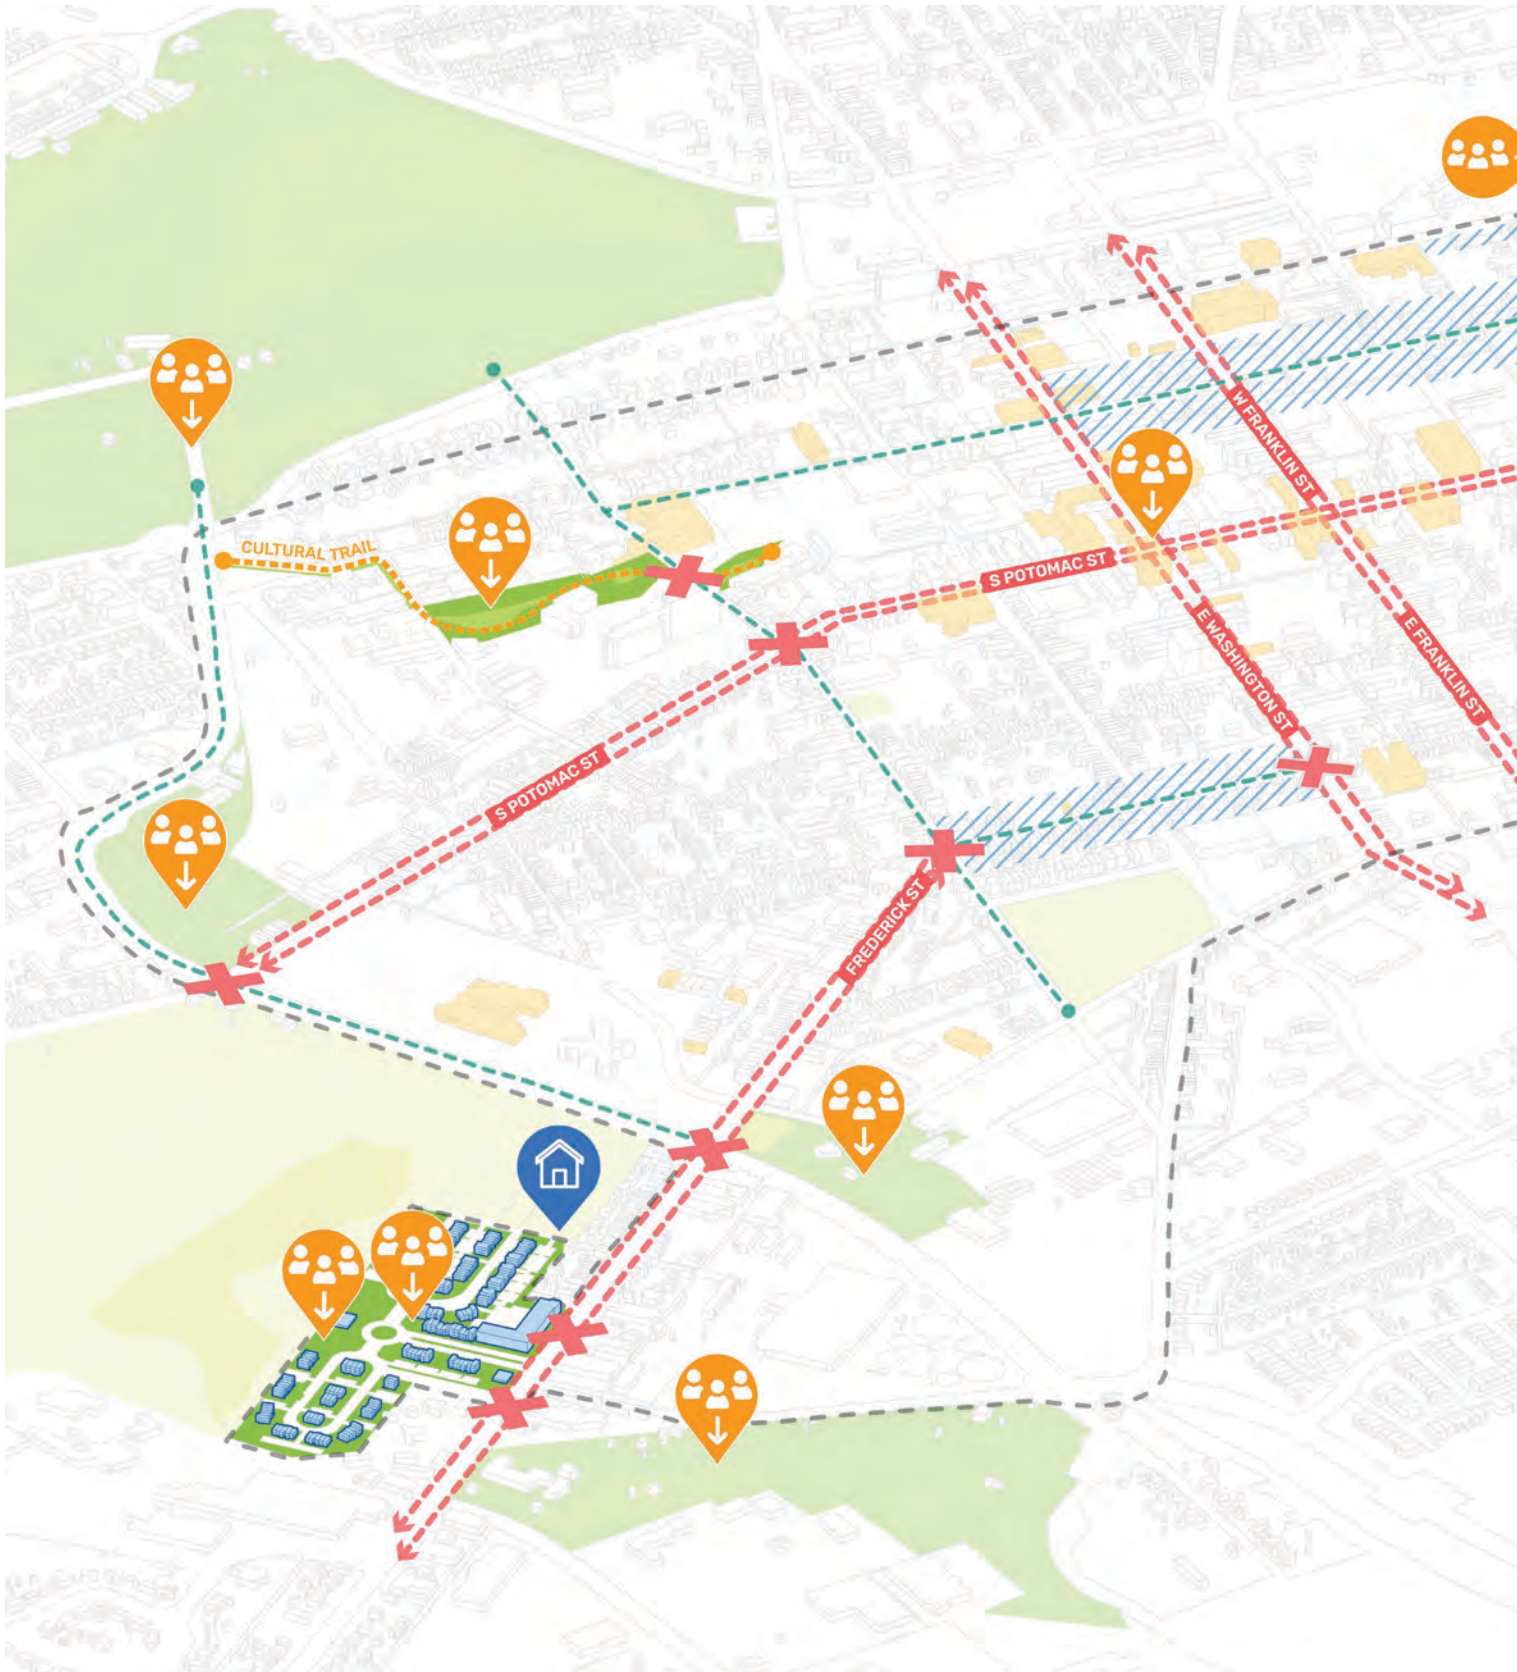 W FRANKLIN ST
CULTURAL TRAIL
S POTOMAC ST
E WASHINGTON ST
E FRANKLIN ST
S POTOMAC ST
FREDERICK ST